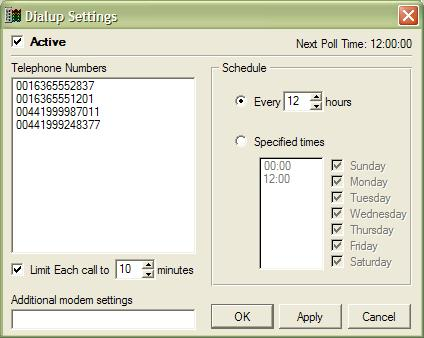 Dialup Settings
Active
Next Poll Time: 12:00:00
Telephone Numbers
0016365552837
0016365551201
00441999987011
00441999248377
Limit Each call to 10 minutes
Additional modem settings
Schedule
Every 12 hours
Specified times
00:00
12:00
Sunday
Monday
Tuesday
Wednesday
Thursday
Friday
Saturday
OK
Apply
Cancel